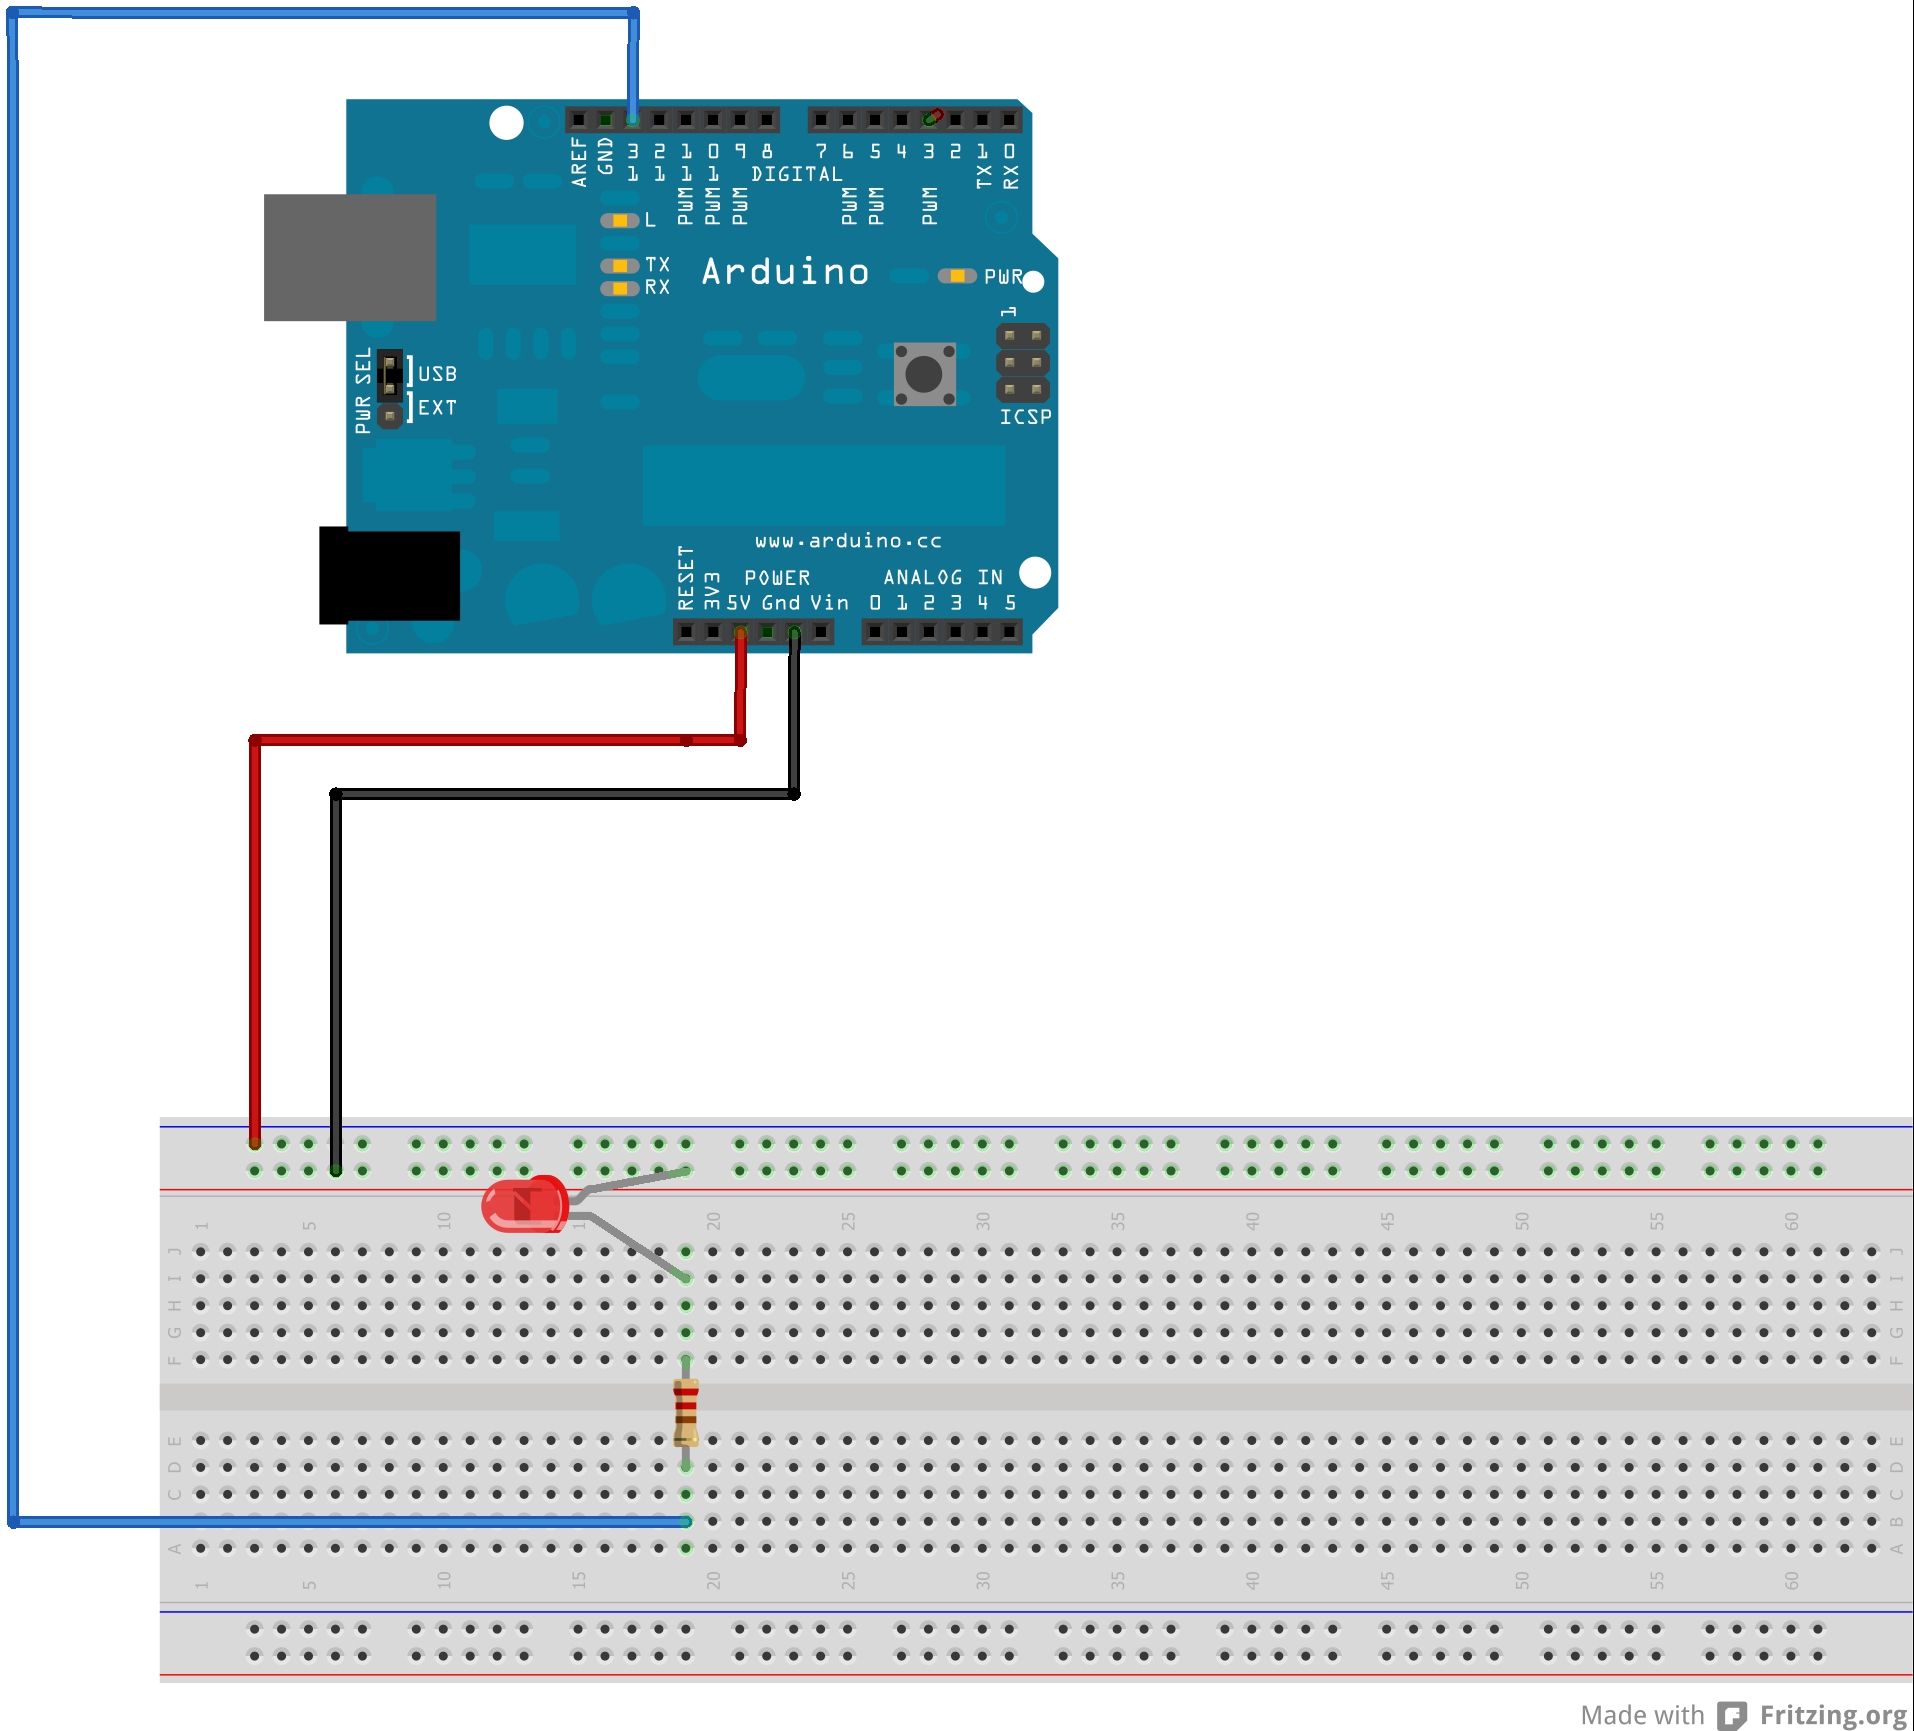 AREF
GND
13
12
11
10
9
8
7
6
5
4
3
2
TX 1
RX 0
DIGITAL
PWM
PWM
PWM
PWM
PWM
PWM
L
TX
RX
Arduino
PWR
1
ICSP
PWR SEL
USB
EXT
www.arduino.cc
RESET
3V3
POWER
5V Gnd Vin
ANALOG IN
0 1 2 3 4 5
1 5 10 15 20 25 30 35 40 45 50 55 60
J J
I I
H H
G G
F F
E E
D D
C C
B
A A
1 5 10 15 20 25 30 35 40 45 50 55 60
Made with Fritzing.org